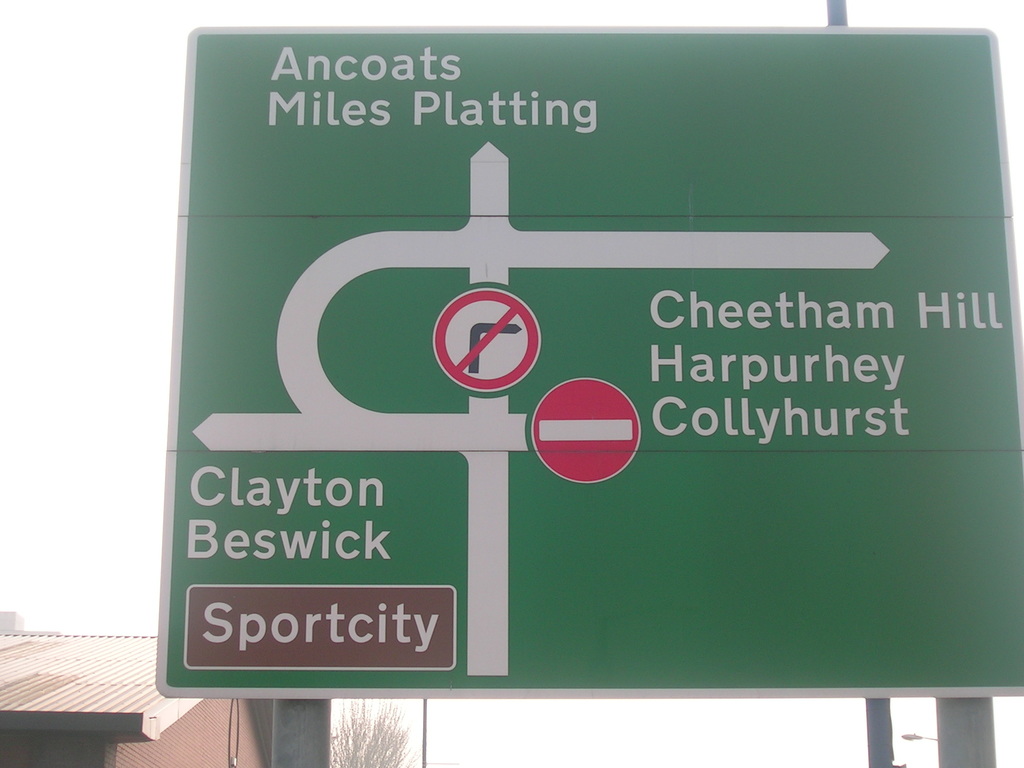 Ancoats
Miles Platting
Cheetham Hill
Harpurhey
Collyhurst
Clayton
Beswick
Sportcity